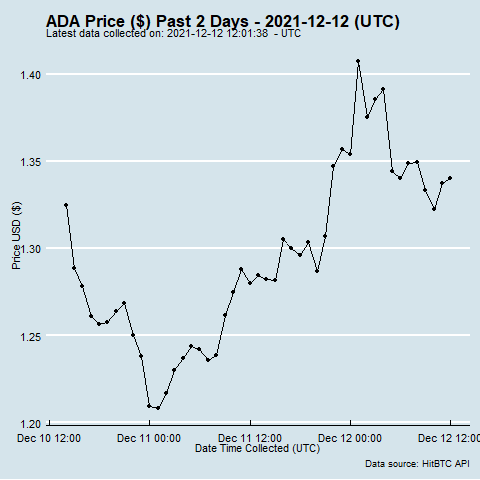 ADA Price ($) Past 2 Days - 2021-12-12 (UTC)
Latest data collected on: 2021-12-12 12:01:38 - UTC
1.40
1.35
1.30
1.25
1.20
Price USD ($)
Dec 10 12:00 Dec 11 00:00 Dec 11 12:00 Dec 12 00:00 Dec 12 12:00
Date Time Collected (UTC)
Data source: HitBTC API